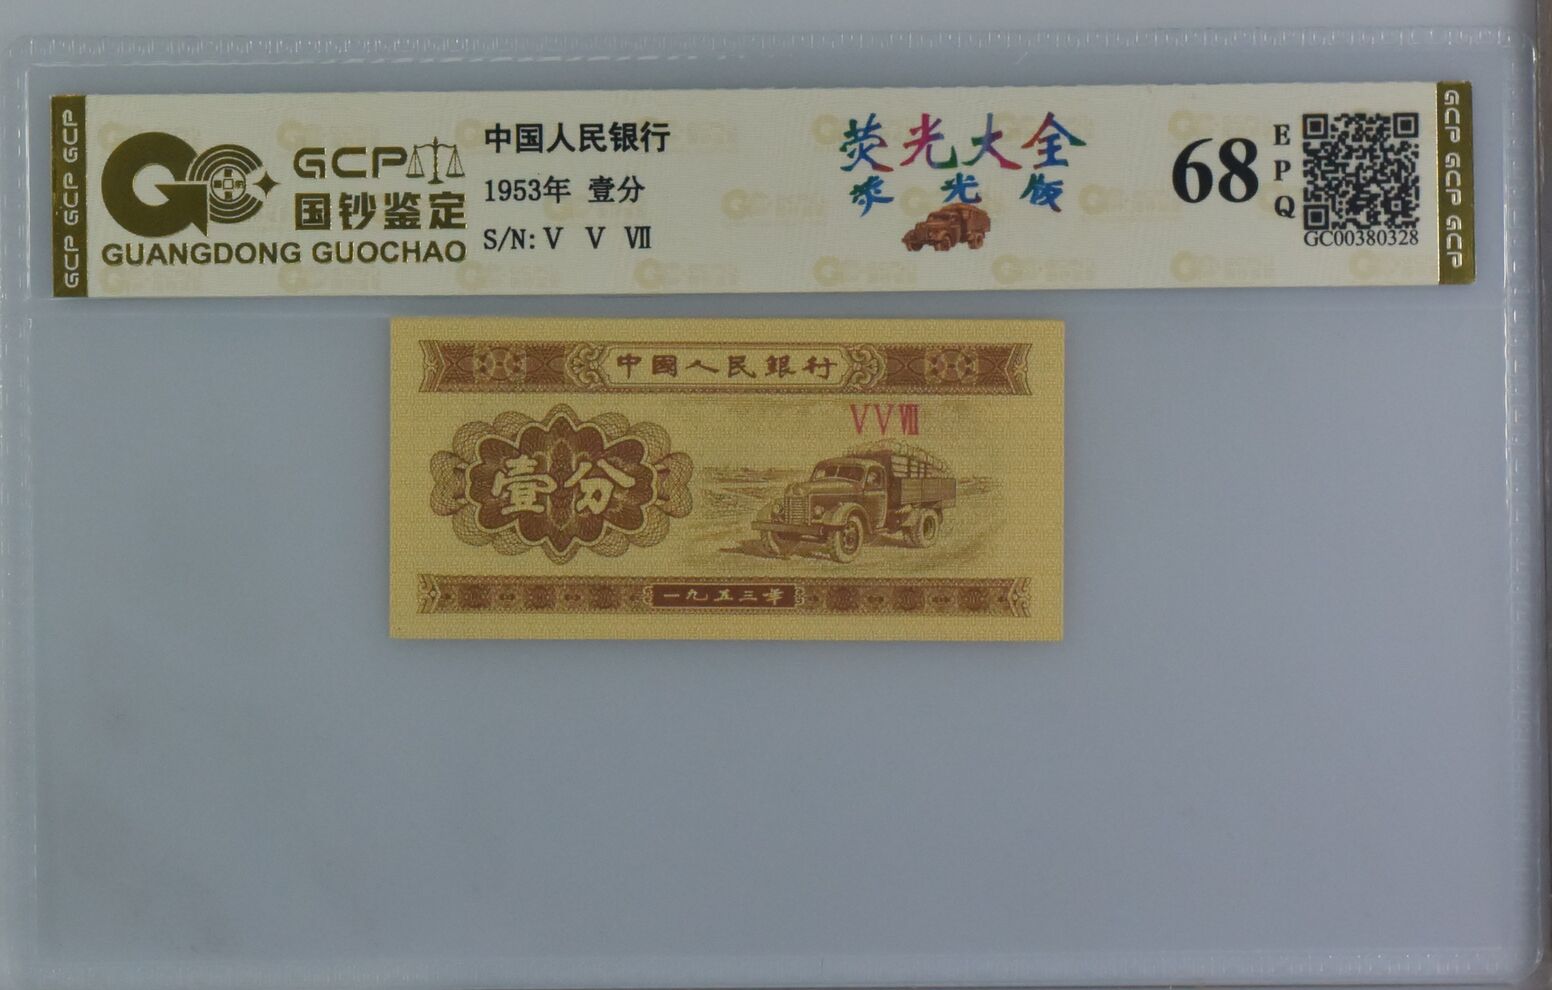 GCP GCP GCP
GCP
国钞鉴定
GUANGDONG GUOCHAO
中国人民银行
1953年 壹分
S/N: V V Ⅶ
荧光大全
荧光版
68
EPQ
GC00380328
GCP GCP GCP
中國人民銀行
VVⅦ
壹分
一九五三年